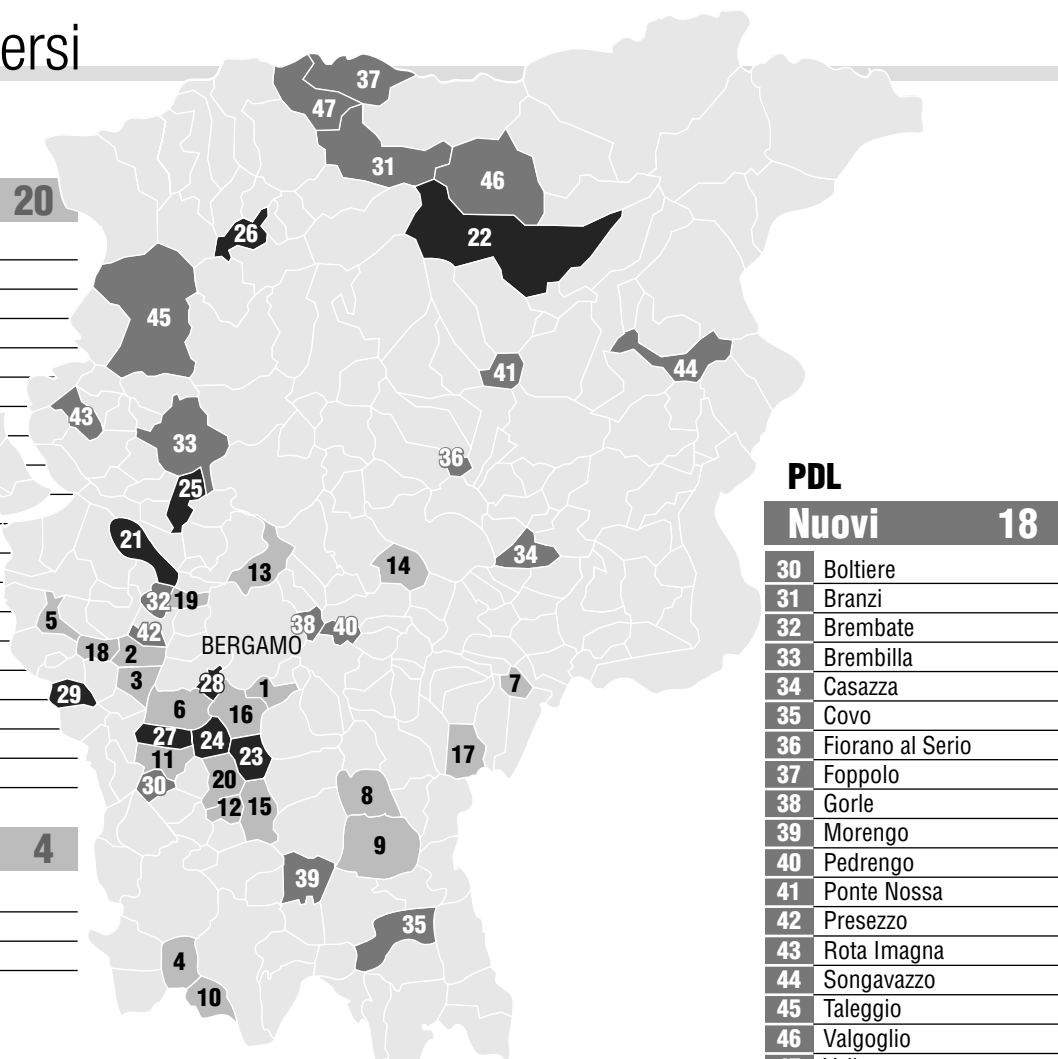 ersi
20
4
37
47
31
46
26
22
45
41
44
43
33
36
25
21
34
13
14
32 19
5
38 40
42
BERGAMO
18 2
3
28 1
7
29
6
16
27
24
11
23
17
30
20
8
12 15
9
39
35
4
10
PDL
Nuovi 18
30 Boltiere
31 Branzi
32 Brembate
33 Brembilla
34 Casazza
35 Covo
36 Fiorano al Serio
37 Foppolo
38 Gorle
39 Morengo
40 Pedrengo
41 Ponte Nossa
42 Presezzo
43 Rota Imagna
44 Songavazzo
45 Taleggio
46 Valgoglio